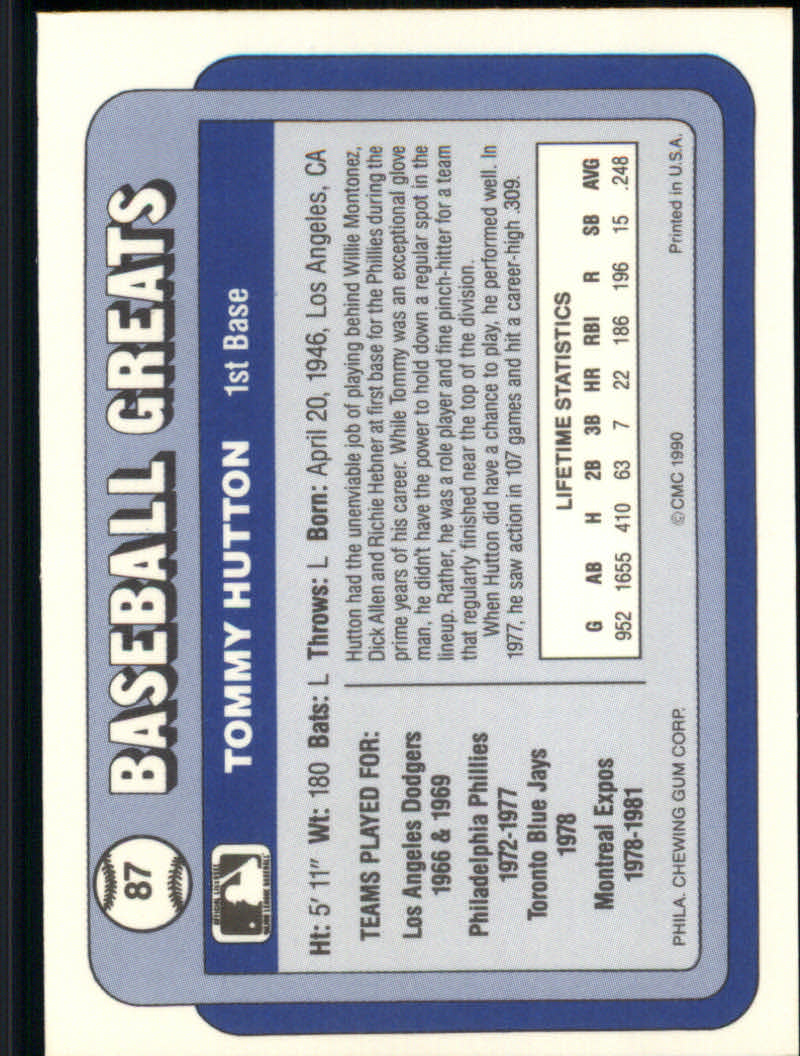 87 BASEBALL GREATS
TOMMY HUTTON 1st Base
Ht: 5' 11" Wt: 180 Bats: L Throws: L Born: April 20, 1946, Los Angeles, CA
TEAMS PLAYED FOR:
Los Angeles Dodgers
1966 & 1969
Philadelphia Phillies
1972-1977
Toronto Blue Jays
1978
Montreal Expos
1978-1981
Hutton had the unenviable job of playing behind Willie Montonez,
Dick Allen and Richie Hebner at first base for the Phillies during the
prime years of his career. While Tommy was an exceptional glove
man, he didn't have the power to hold down a regular spot in the
lineup. Rather, he was a role player and fine pinch-hitter for a team
that regularly finished near the top of the division.
When Hutton did have a chance to play, he performed well. In
1977, he saw action in 107 games and hit a career-high .309.
LIFETIME STATISTICS
G AB H 2B 3B HR RBI R SB AVG
952 1655 410 63 7 22 186 196 15 .248
PHILA. CHEWING GUM CORP. ©CMC 1990 Printed in U.S.A.